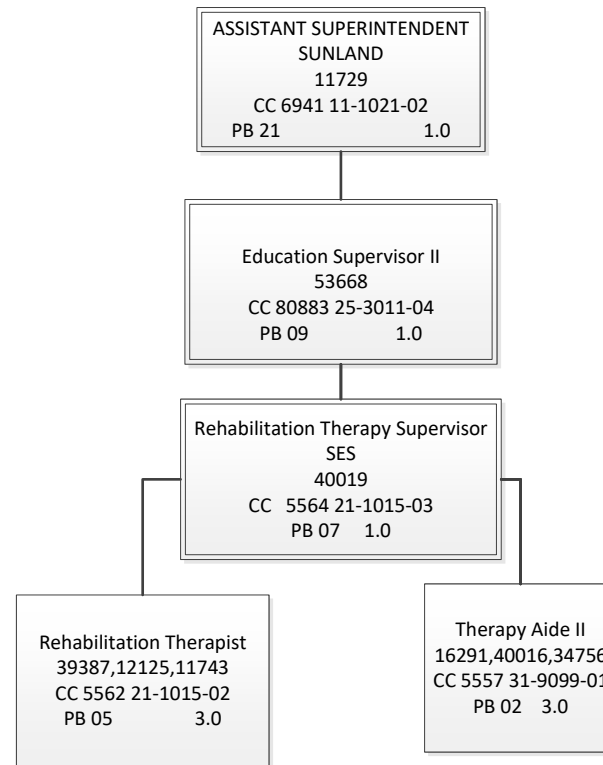 ASSISTANT SUPERINTENDENT
SUNLAND
11729
CC 6941 11-1021-02
PB 21 1.0
Education Supervisor II
53668
CC 80883 25-3011-04
PB 09 1.0
Rehabilitation Therapy Supervisor
SES
40019
CC 5564 21-1015-03
PB 07 1.0
Rehabilitation Therapist
39387,12125,11743
CC 5562 21-1015-02
PB 05 3.0
Therapy Aide II
16291,40016,34756
CC 5557 31-9099-01
PB 02 3.0